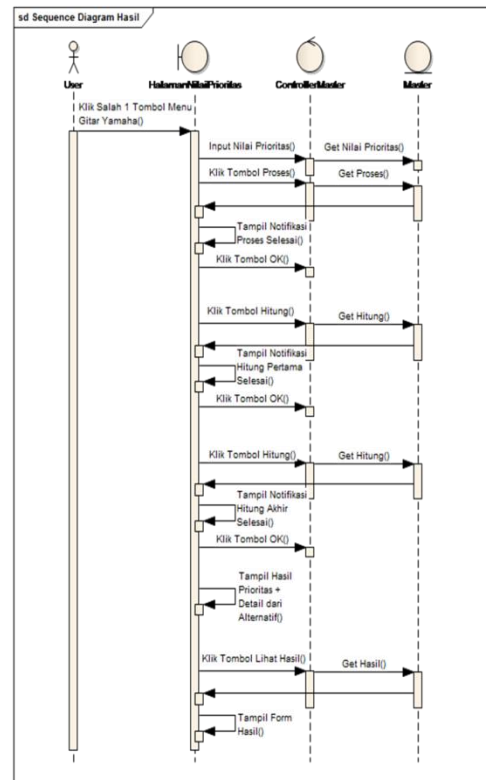 sd Sequence Diagram Hasil
User
HalamanNilaiPrioritas
ControllerMaster
Master
Klik Salah 1 Tombol Menu
Gitar Yamaha()
Input Nilai Prioritas()
Get Nilai Prioritas()
Klik Tombol Proses()
Get Proses()
Tampil Notifikasi
Proses Selesai()
Klik Tombol OK()
Klik Tombol Hitung()
Get Hitung()
Tampil Notifikasi
Hitung Pertama
Selesai()
Klik Tombol OK()
Klik Tombol Hitung()
Get Hitung()
Tampil Notifikasi
Hitung Akhir
Selesai()
Klik Tombol OK()
Tampil Hasil
Prioritas +
Detail dari
Alternatif()
Klik Tombol Lihat Hasil()
Get Hasil()
Tampil Form
Hasil()